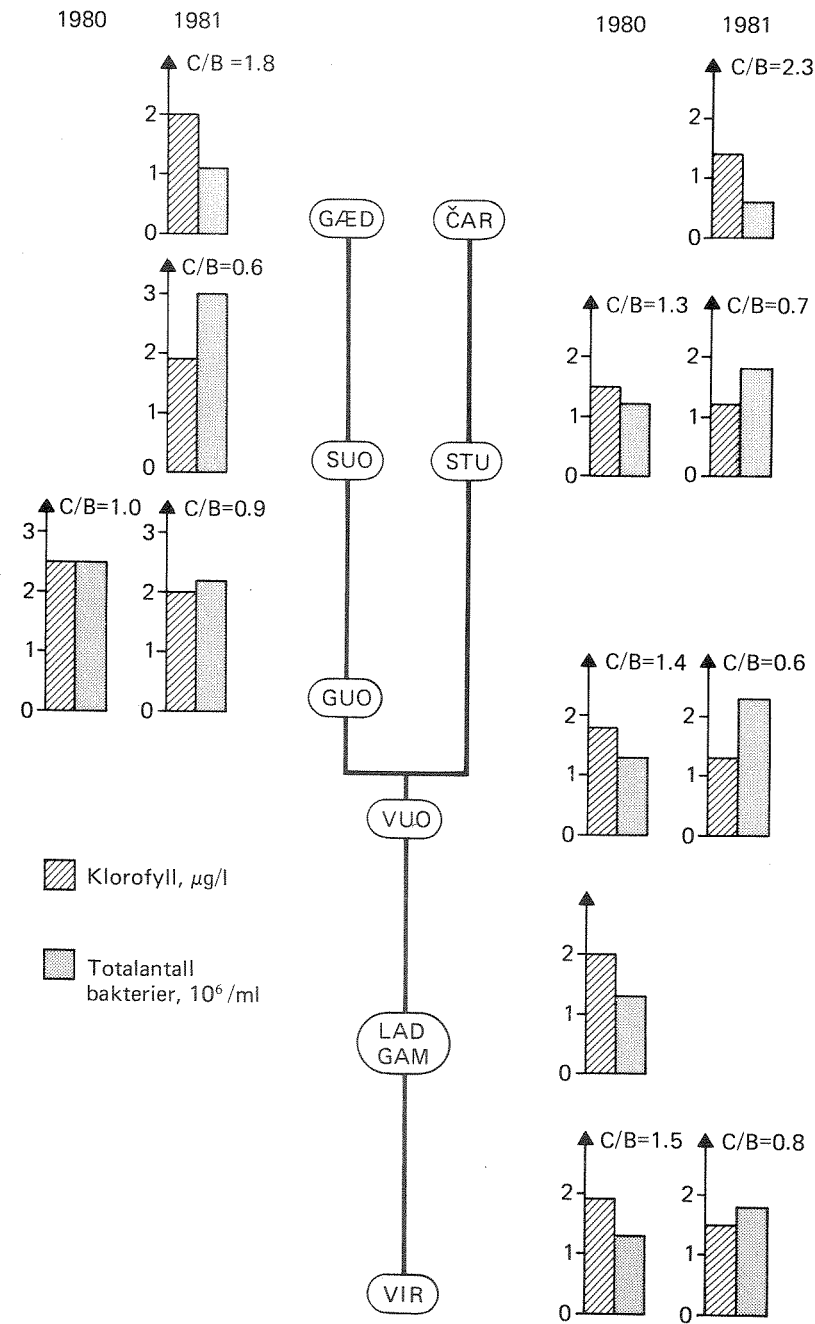 1980 1981 1980 1981
C/B =1.8 C/B=2.3
2 2
1 1
0 0
GÆD ČAR
C/B=0.6 C/B=1.3 C/B=0.7
3
2 2 2
1 1 1
0 0 0
SUO STU
C/B=1.0 C/B=0.9
3 3
2 2
1 1
0 0
GUO
C/B=1.4 C/B=0.6
2 2
1 1
0 0
VUO
Klorofyll, µg/l
Totalantall
bakterier, 10⁶/ml
2
1
0
LAD
GAM
C/B=1.5 C/B=0.8
2 2
1 1
0 0
VIR